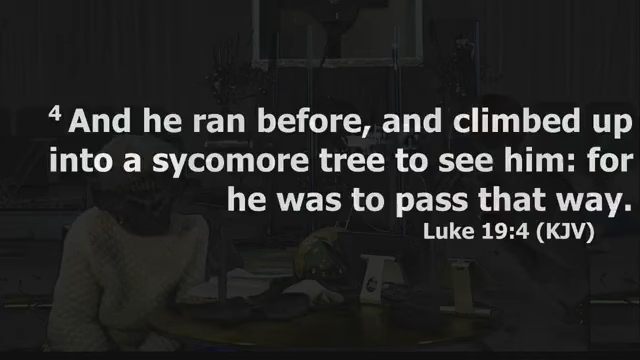 4 And he ran before, and climbed up
into a sycomore tree to see him: for
he was to pass that way.
Luke 19:4 (KJV)